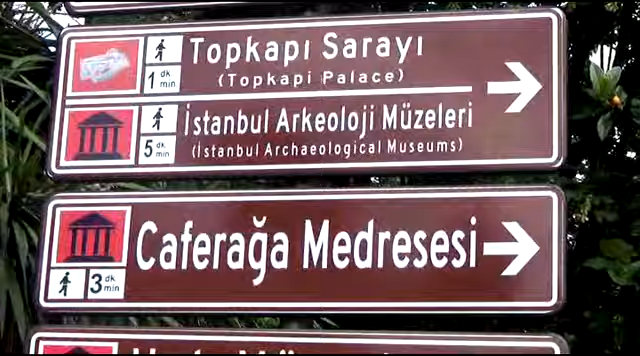 Topkapı Sarayı
1 dk min
(Topkapi Palace)
İstanbul Arkeoloji Müzeleri
5 dk min
(İstanbul Archaeological Museums)
Caferağa Medresesi
3 dk min